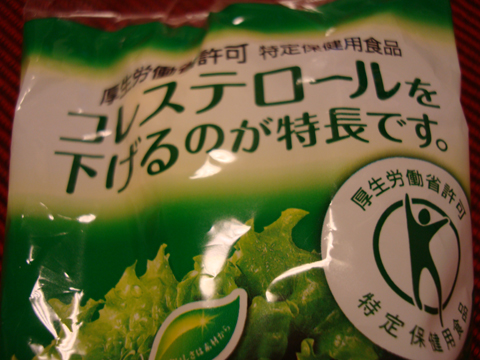 厚生労働省許可 特定保健用食品
コレステロールを
下げるのが特長です。
厚生労働省許可
特定保健用食品